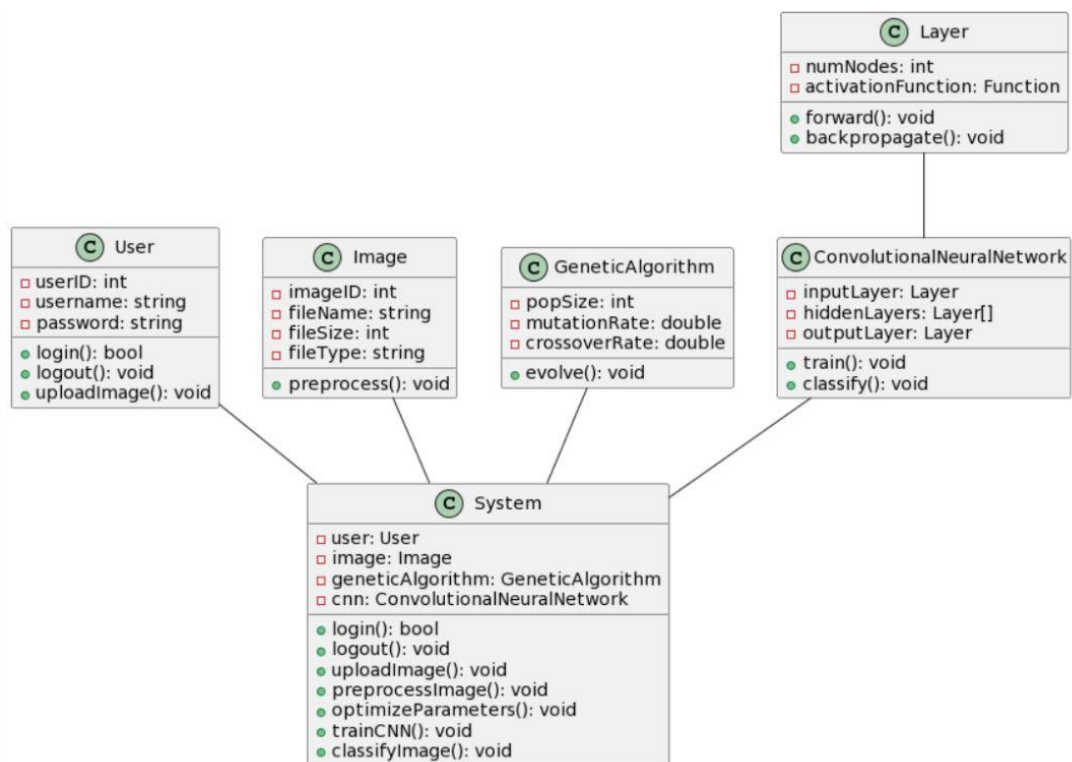 C Layer
numNodes: int
activationFunction: Function
forward(): void
backpropagate(): void
C User
userID: int
username: string
password: string
login(): bool
logout(): void
uploadImage(): void
C Image
imageID: int
fileName: string
fileSize: int
fileType: string
preprocess(): void
C GeneticAlgorithm
popSize: int
mutationRate: double
crossoverRate: double
evolve(): void
C ConvolutionalNeuralNetwork
inputLayer: Layer
hiddenLayers: Layer[]
outputLayer: Layer
train(): void
classify(): void
C System
user: User
image: Image
geneticAlgorithm: GeneticAlgorithm
cnn: ConvolutionalNeuralNetwork
login(): bool
logout(): void
uploadImage(): void
preprocessImage(): void
optimizeParameters(): void
trainCNN(): void
classifyImage(): void